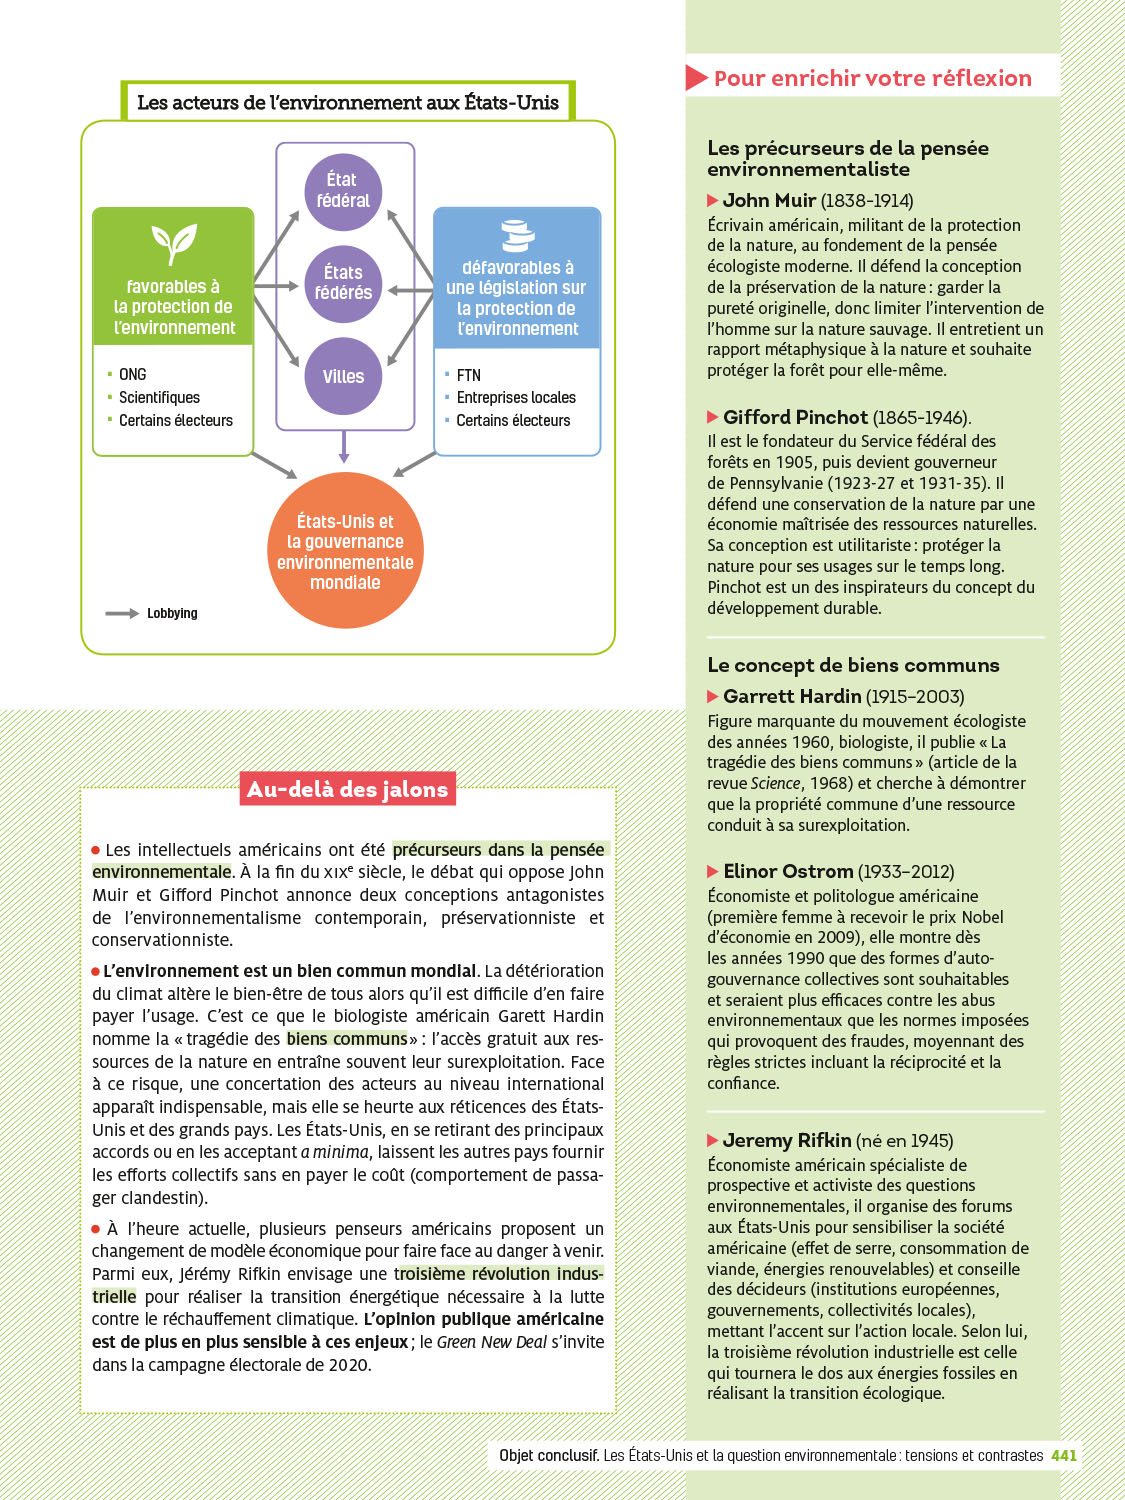 Les acteurs de l'environnement aux États-Unis
État
fédéral
États
fédérés
Villes
favorables à
la protection de
l'environnement
▪ ONG
▪ Scientifiques
▪ Certains électeurs
défavorables à
une législation sur
la protection de
l'environnement
▪ FTN
▪ Entreprises locales
▪ Certains électeurs
États-Unis et
la gouvernance
environnementale
mondiale
Lobbying
Au-delà des jalons
● Les intellectuels américains ont été précurseurs dans la pensée
environnementale. À la fin du XIXe siècle, le débat qui oppose John
Muir et Gifford Pinchot annonce deux conceptions antagonistes
de l'environnementalisme contemporain, préservationniste et
conservationniste.
● L'environnement est un bien commun mondial. La détérioration
du climat altère le bien-être de tous alors qu'il est difficile d'en faire
payer l'usage. C'est ce que le biologiste américain Garett Hardin
nomme la « tragédie des biens communs» : l'accès gratuit aux res-
sources de la nature en entraîne souvent leur surexploitation. Face
à ce risque, une concertation des acteurs au niveau international
apparaît indispensable, mais elle se heurte aux réticences des États-
Unis et des grands pays. Les États-Unis, en se retirant des principaux
accords ou en les acceptant a minima, laissent les autres pays fournir
les efforts collectifs sans en payer le coût (comportement de passa-
ger clandestin).
● À l'heure actuelle, plusieurs penseurs américains proposent un
changement de modèle économique pour faire face au danger à venir.
Parmi eux, Jérémy Rifkin envisage une troisième révolution indus-
trielle pour réaliser la transition énergétique nécessaire à la lutte
contre le réchauffement climatique. L'opinion publique américaine
est de plus en plus sensible à ces enjeux ; le Green New Deal s'invite
dans la campagne électorale de 2020.
Pour enrichir votre réflexion
Les précurseurs de la pensée
environnementaliste
John Muir (1838-1914)
Écrivain américain, militant de la protection
de la nature, au fondement de la pensée
écologiste moderne. Il défend la conception
de la préservation de la nature : garder la
pureté originelle, donc limiter l'intervention de
l'homme sur la nature sauvage. Il entretient un
rapport métaphysique à la nature et souhaite
protéger la forêt pour elle-même.
Gifford Pinchot (1865-1946).
Il est le fondateur du Service fédéral des
forêts en 1905, puis devient gouverneur
de Pennsylvanie (1923-27 et 1931-35). Il
défend une conservation de la nature par une
économie maîtrisée des ressources naturelles.
Sa conception est utilitariste : protéger la
nature pour ses usages sur le temps long.
Pinchot est un des inspirateurs du concept du
développement durable.
Le concept de biens communs
Garrett Hardin (1915–2003)
Figure marquante du mouvement écologiste
des années 1960, biologiste, il publie « La
tragédie des biens communs » (article de la
revue Science, 1968) et cherche à démontrer
que la propriété commune d'une ressource
conduit à sa surexploitation.
Elinor Ostrom (1933–2012)
Économiste et politologue américaine
(première femme à recevoir le prix Nobel
d'économie en 2009), elle montre dès
les années 1990 que des formes d'auto-
gouvernance collectives sont souhaitables
et seraient plus efficaces contre les abus
environnementaux que les normes imposées
qui provoquent des fraudes, moyennant des
règles strictes incluant la réciprocité et la
confiance.
Jeremy Rifkin (né en 1945)
Économiste américain spécialiste de
prospective et activiste des questions
environnementales, il organise des forums
aux États-Unis pour sensibiliser la société
américaine (effet de serre, consommation de
viande, énergies renouvelables) et conseille
des décideurs (institutions européennes,
gouvernements, collectivités locales),
mettant l'accent sur l'action locale. Selon lui,
la troisième révolution industrielle est celle
qui tournera le dos aux énergies fossiles en
réalisant la transition écologique.
Objet conclusif. Les États-Unis et la question environnementale : tensions et contrastes 441